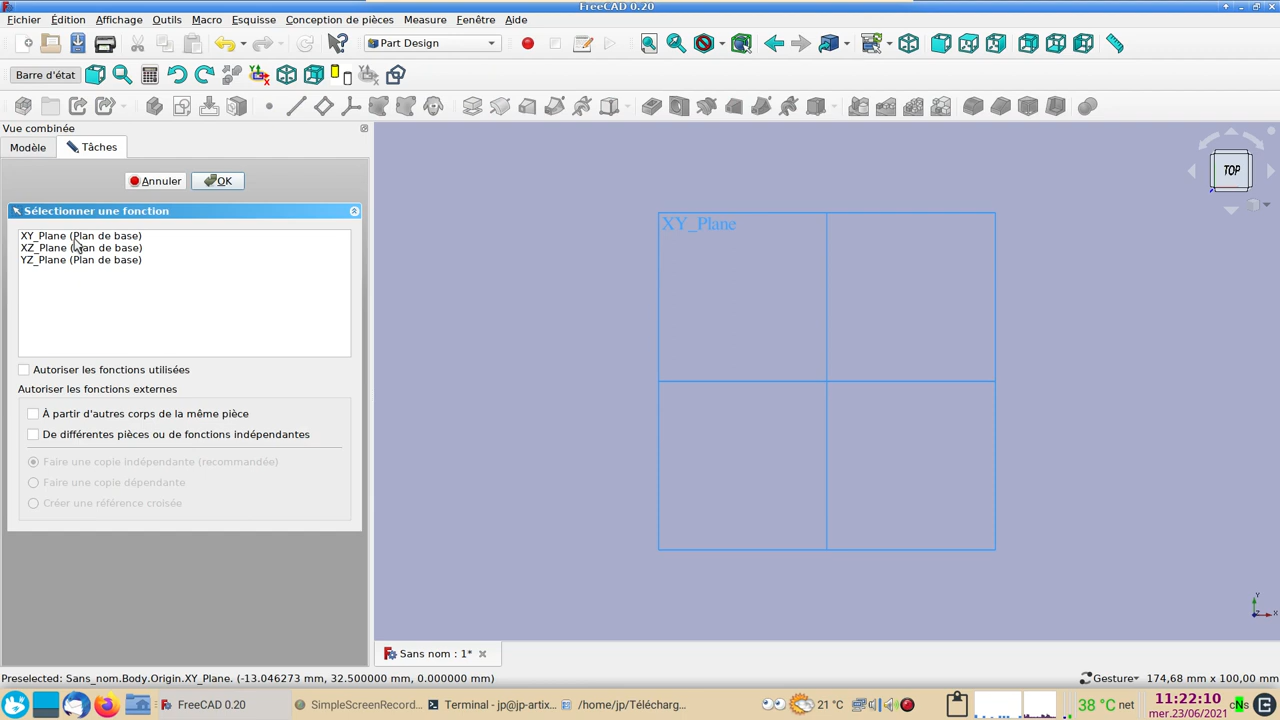 FreeCAD 0.20
Fichier Édition Affichage Outils Macro Esquisse Conception de pièces Measure Fenêtre Aide
Part Design
Barre d'état
Vue combinée
Modèle Tâches
Annuler OK
Sélectionner une fonction
XY_Plane (Plan de base)
XZ_Plane (Plan de base)
YZ_Plane (Plan de base)
Autoriser les fonctions utilisées
Autoriser les fonctions externes
À partir d'autres corps de la même pièce
De différentes pièces ou de fonctions indépendantes
Faire une copie indépendante (recommandée)
Faire une copie dépendante
Créer une référence croisée
XY_Plane
TOP
Y
Z
X
Sans nom : 1*
Preselected: Sans_nom.Body.Origin.XY_Plane. (-13.046273 mm, 32.500000 mm, 0.000000 mm)
Gesture 174,68 mm x 100,00 mm
FreeCAD 0.20 SimpleScreenRecord... Terminal - jp@jp-artix... /home/jp/Télécharg...
21 °C
38 °C net
11:22:10
mer.23/06/2021